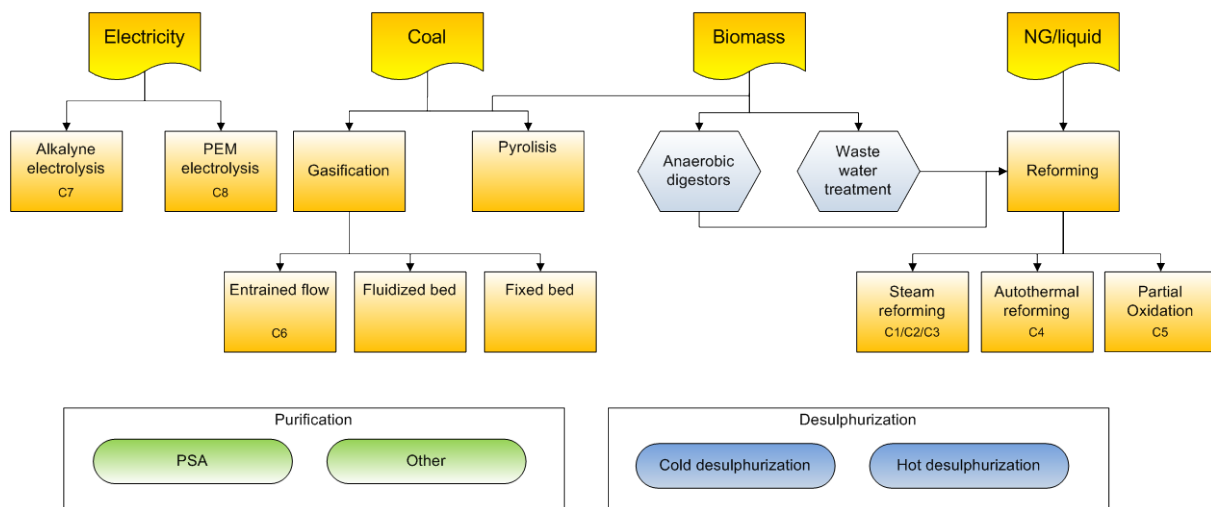 Electricity
Coal
Biomass
NG/liquid
Alkalyne
electrolysis
C7
PEM
electrolysis
C8
Gasification
Pyrolisis
Anaerobic
digestors
Waste
water
treatment
Reforming
Entrained flow
C6
Fluidized bed
Fixed bed
Steam
reforming
C1/C2/C3
Autothermal
reforming
C4
Partial
Oxidation
C5
Purification
PSA
Other
Desulphurization
Cold desulphurization
Hot desulphurization